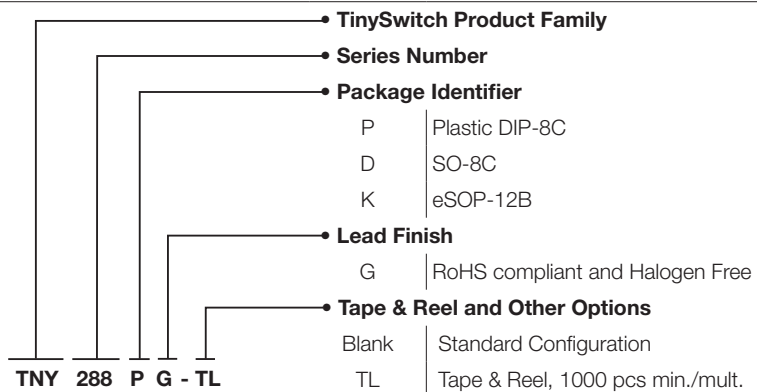 TinySwitch Product Family
Series Number
Package Identifier
P Plastic DIP-8C
D SO-8C
K eSOP-12B
Lead Finish
G RoHS compliant and Halogen Free
Tape & Reel and Other Options
Blank Standard Configuration
TL Tape & Reel, 1000 pcs min./mult.
TNY 288 P G - TL